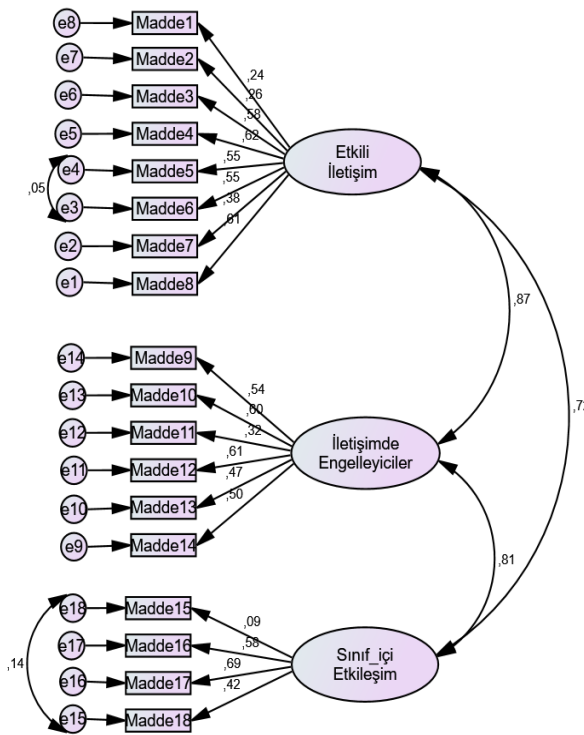 e8 Madde1
e7 Madde2
e6 Madde3
e5 Madde4
e4 Madde5
e3 Madde6
e2 Madde7
e1 Madde8
,05
,24
,26
,58
,62
,55
,55
,38
,61
Etkili
İletişim
,87
e14 Madde9
e13 Madde10
e12 Madde11
e11 Madde12
e10 Madde13
e9 Madde14
,54
,60
,32
,61
,47
,50
İletişimde
Engelleyiciler
,81
e18 Madde15
e17 Madde16
e16 Madde17
e15 Madde18
,14
,09
,58
,69
,42
Sınıf_içi
Etkileşim